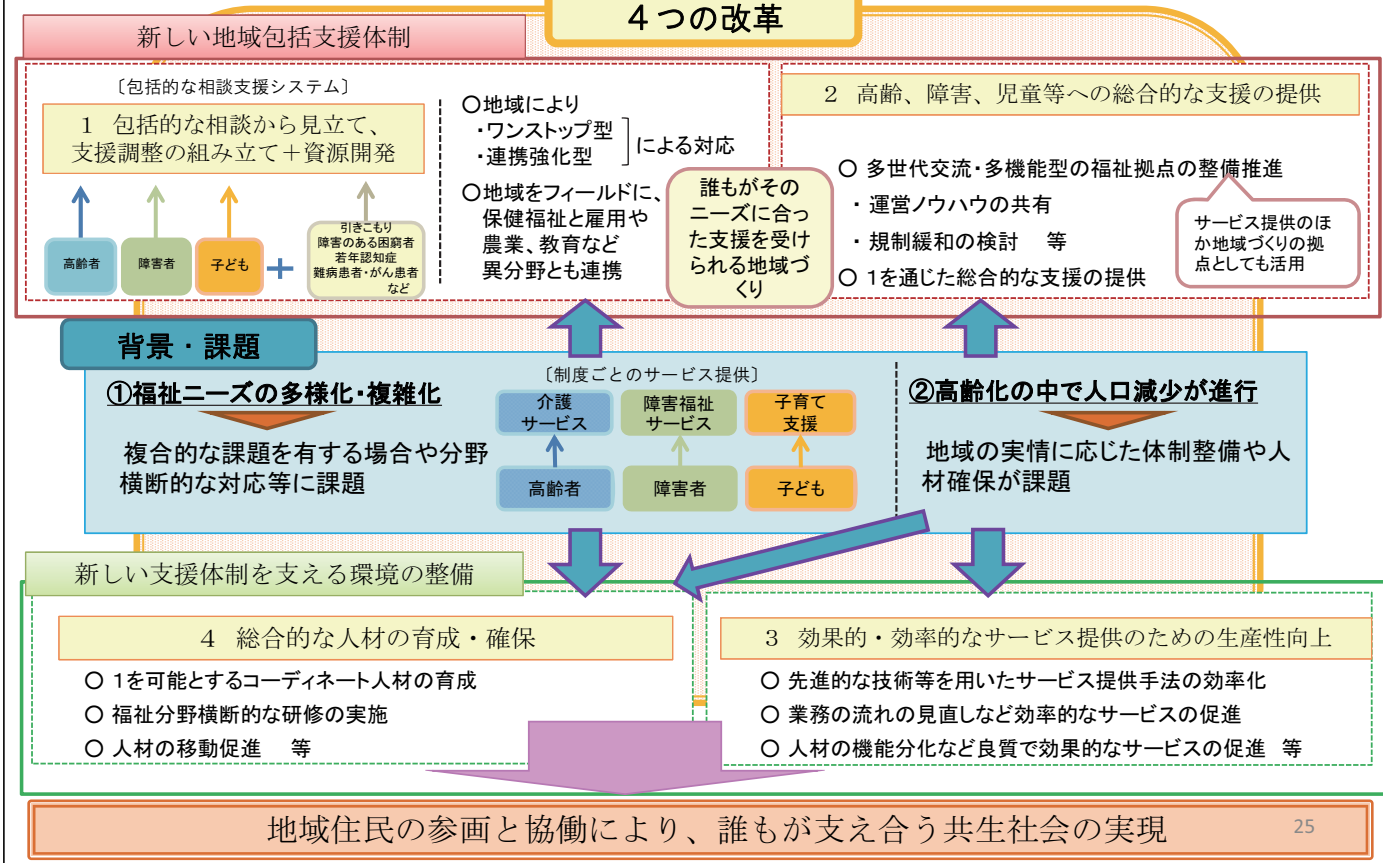 4つの改革
新しい地域包括支援体制
〔包括的な相談支援システム〕
1 包括的な相談から見立て、
支援調整の組み立て＋資源開発
高齢者
障害者
子ども
＋
引きこもり
障害のある困窮者
若年認知症
難病患者・がん患者
など
○地域により
・ワンストップ型
・連携強化型
による対応
○地域をフィールドに、
保健福祉と雇用や
農業、教育など
異分野とも連携
誰もがその
ニーズに合っ
た支援を受け
られる地域づ
くり
2 高齢、障害、児童等への総合的な支援の提供
○ 多世代交流・多機能型の福祉拠点の整備推進
・ 運営ノウハウの共有
・ 規制緩和の検討 等
○ 1を通じた総合的な支援の提供
サービス提供のほ
か地域づくりの拠
点としても活用
背景・課題
①福祉ニーズの多様化・複雑化
複合的な課題を有する場合や分野
横断的な対応等に課題
〔制度ごとのサービス提供〕
介護
サービス
障害福祉
サービス
子育て
支援
高齢者
障害者
子ども
②高齢化の中で人口減少が進行
地域の実情に応じた体制整備や人
材確保が課題
新しい支援体制を支える環境の整備
4 総合的な人材の育成・確保
○ 1を可能とするコーディネート人材の育成
○ 福祉分野横断的な研修の実施
○ 人材の移動促進 等
3 効果的・効率的なサービス提供のための生産性向上
○ 先進的な技術等を用いたサービス提供手法の効率化
○ 業務の流れの見直しなど効率的なサービスの促進
○ 人材の機能分化など良質で効果的なサービスの促進 等
地域住民の参画と協働により、誰もが支え合う共生社会の実現
25